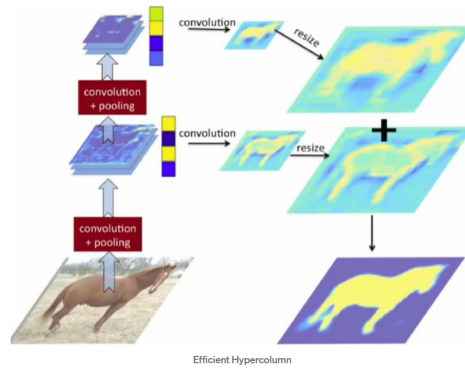 convolution
resize
convolution
+ pooling
convolution
resize
convolution
+ pooling
Efficient Hypercolumn